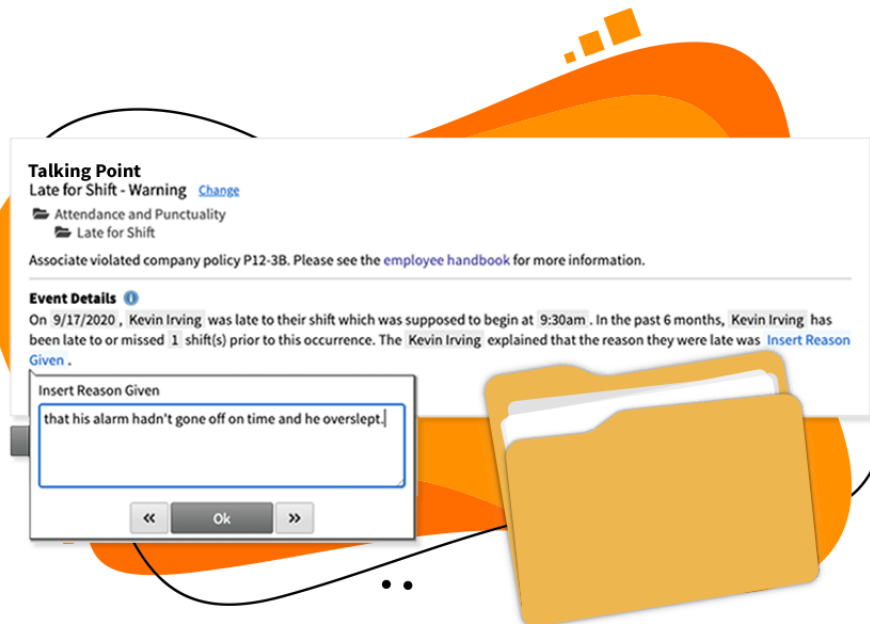 Talking Point
Late for Shift - Warning Change
Attendance and Punctuality
Late for Shift
Associate violated company policy P12-3B. Please see the employee handbook for more information.
Event Details i
On 9/17/2020 , Kevin Irving was late to their shift which was supposed to begin at 9:30am . In the past 6 months, Kevin Irving has
been late to or missed 1 shift(s) prior to this occurrence. The Kevin Irving explained that the reason they were late was Insert Reason
Given .
Insert Reason Given
that his alarm hadn't gone off on time and he overslept.
« Ok »